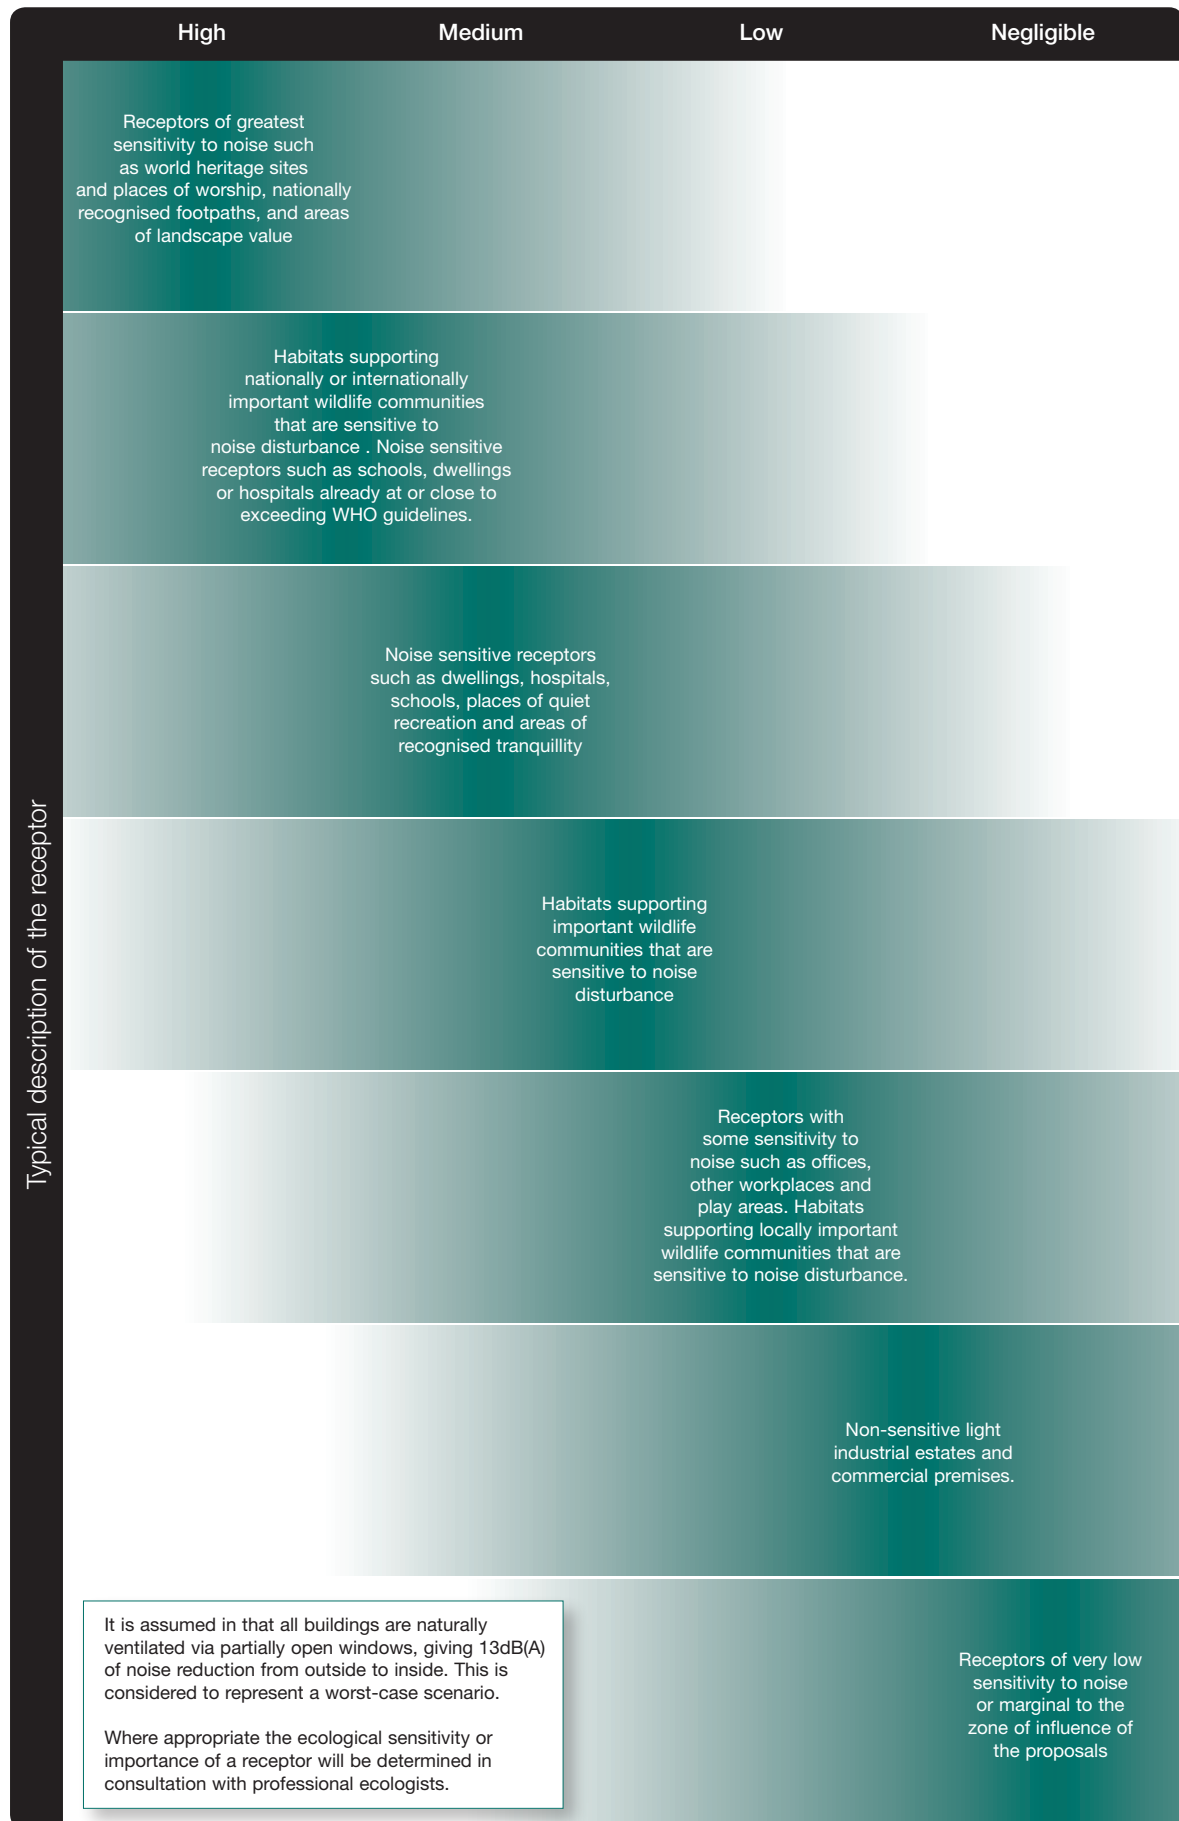 High Medium Low Negligible
Typical description of the receptor
Receptors of greatest
sensitivity to noise such
as world heritage sites
and places of worship, nationally
recognised footpaths, and areas
of landscape value
Habitats supporting
nationally or internationally
important wildlife communities
that are sensitive to
noise disturbance . Noise sensitive
receptors such as schools, dwellings
or hospitals already at or close to
exceeding WHO guidelines.
Noise sensitive receptors
such as dwellings, hospitals,
schools, places of quiet
recreation and areas of
recognised tranquillity
Habitats supporting
important wildlife
communities that are
sensitive to noise
disturbance
Receptors with
some sensitivity to
noise such as offices,
other workplaces and
play areas. Habitats
supporting locally important
wildlife communities that are
sensitive to noise disturbance.
Non-sensitive light
industrial estates and
commercial premises.
It is assumed in that all buildings are naturally
ventilated via partially open windows, giving 13dB(A)
of noise reduction from outside to inside. This is
considered to represent a worst-case scenario.
Where appropriate the ecological sensitivity or
importance of a receptor will be determined in
consultation with professional ecologists.
Receptors of very low
sensitivity to noise
or marginal to the
zone of influence of
the proposals